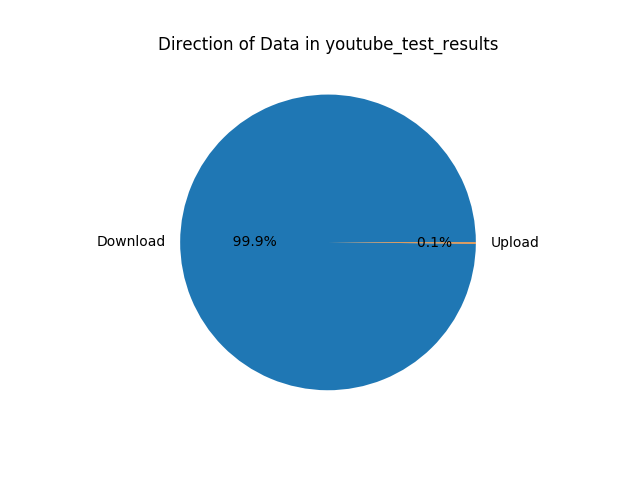 Direction of Data in youtube_test_results
Download
99.9%
0.1%
Upload